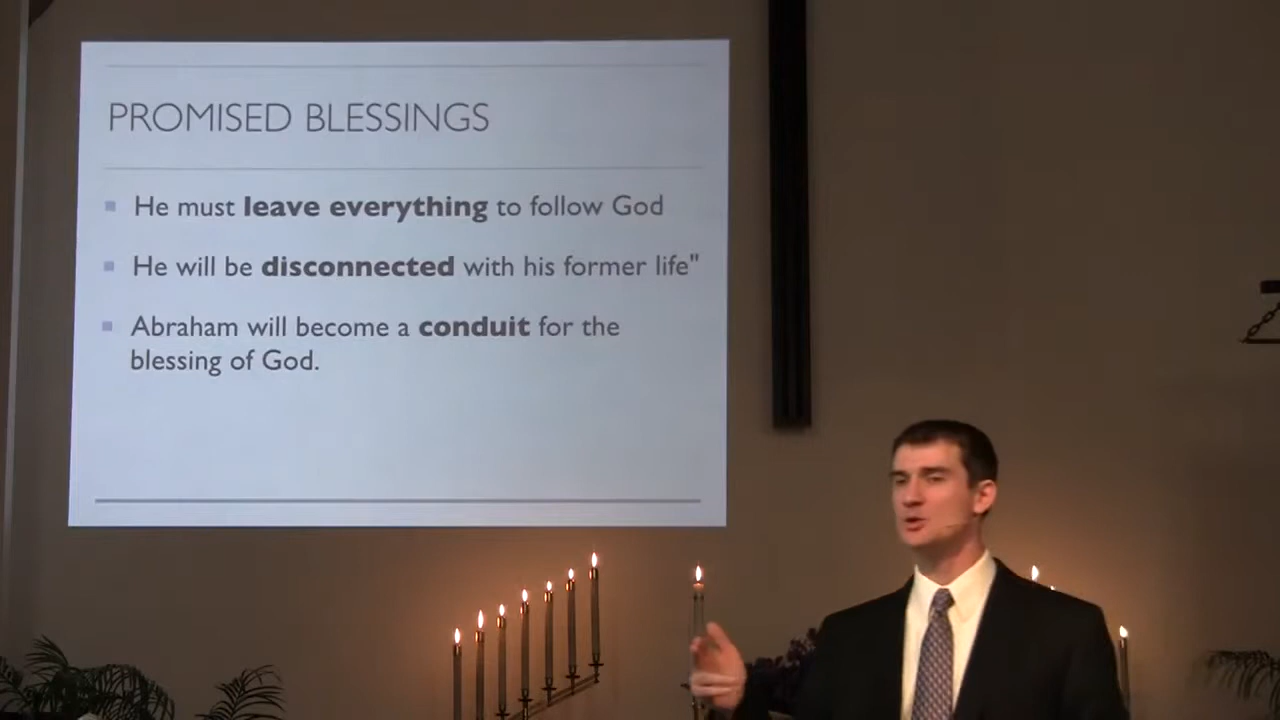 PROMISED BLESSINGS
He must leave everything to follow God
He will be disconnected with his former life"
Abraham will become a conduit for the
blessing of God.